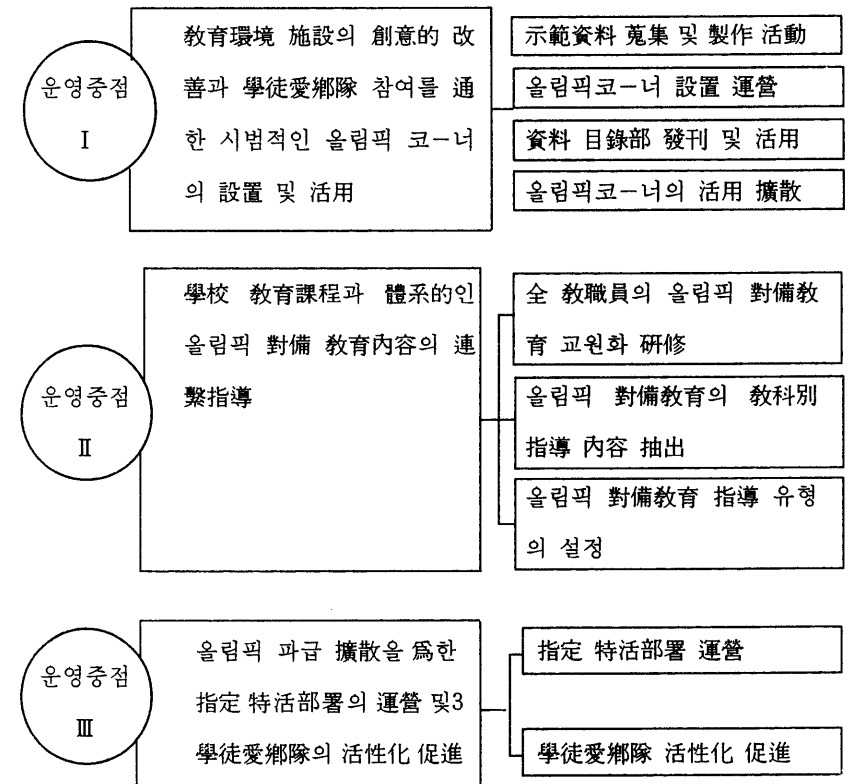 운영중점
Ⅰ
敎育環境 施設의 創意的 改
善과 學徒愛鄕隊 참여를 通
한 시범적인 올림픽 코ー너
의 設置 및 活用
示範資料 蒐集 및 製作 活動
올림픽코ー너 設置 運營
資料 目錄部 發刊 및 活用
올림픽코ー너의 活用 擴散
운영중점
Ⅱ
學校 敎育課程과 體系的인
올림픽 對備 敎育內容의 連
繫指導
全 敎職員의 올림픽 對備敎
育 교원화 硏修
올림픽 對備敎育의 敎科別
指導 內容 抽出
올림픽 對備敎育 指導 유형
의 설정
운영중점
Ⅲ
올림픽 파급 擴散을 爲한
指定 特活部署의 運營 및3
學徒愛鄕隊의 活性化 促進
指定 特活部署 運營
學徒愛鄕隊 活性化 促進